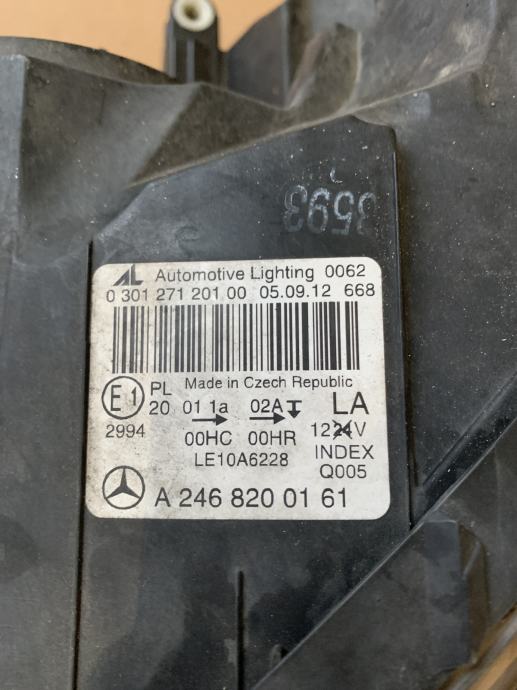 3593
AL Automotive Lighting 0062
0 301 271 201 00 05.09.12 668
Made in Czech Republic
E1 PL 20 01 1a 02A LA
2994 00HC 00HR 12 24 V
LE10A6228 INDEX
Q005
A 246 820 01 61